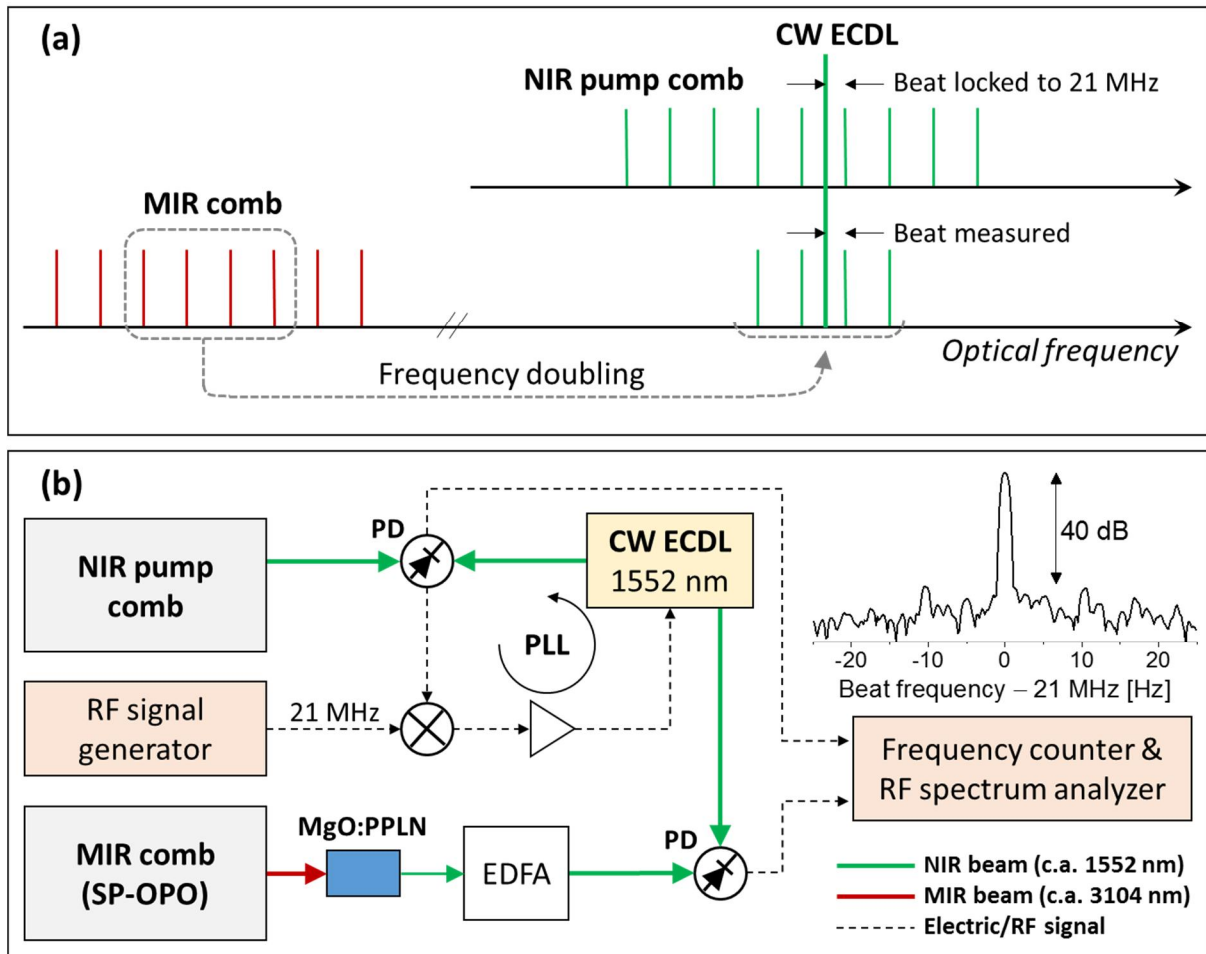 (a)
CW ECDL
NIR pump comb
Beat locked to 21 MHz
MIR comb
Beat measured
Optical frequency
Frequency doubling
(b)
NIR pump
comb
PD
CW ECDL
1552 nm
40 dB
PLL
-20 -10 0 10 20
Beat frequency – 21 MHz [Hz]
RF signal
generator
21 MHz
Frequency counter &
RF spectrum analyzer
MIR comb
(SP-OPO)
MgO:PPLN
EDFA
PD
NIR beam (c.a. 1552 nm)
MIR beam (c.a. 3104 nm)
Electric/RF signal